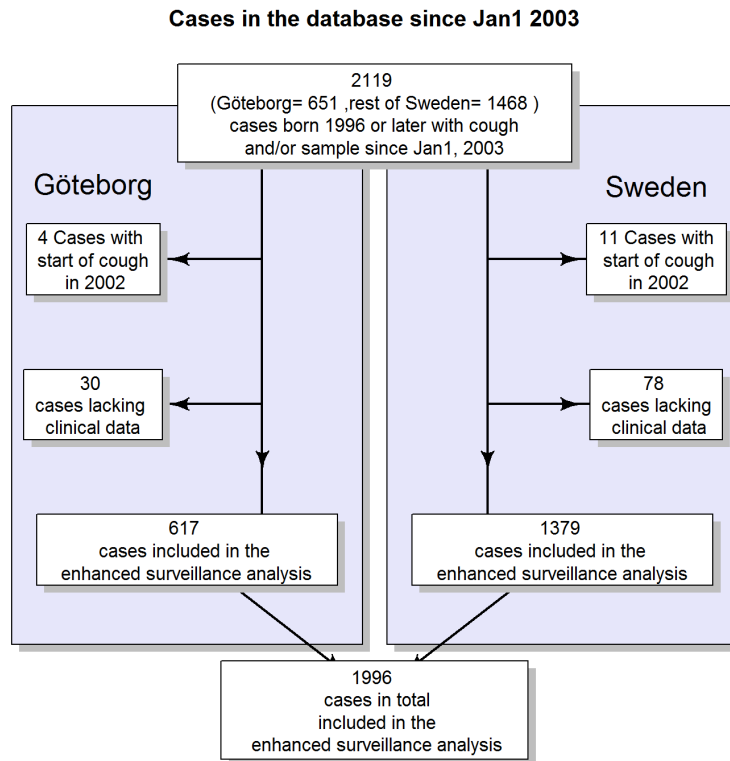 Cases in the database since Jan1 2003
2119
(Göteborg= 651 ,rest of Sweden= 1468 )
cases born 1996 or later with cough
and/or sample since Jan1, 2003
Göteborg
Sweden
4 Cases with
start of cough
in 2002
11 Cases with
start of cough
in 2002
30
cases lacking
clinical data
78
cases lacking
clinical data
617
cases included in the
enhanced surveillance analysis
1379
cases included in the
enhanced surveillance analysis
1996
cases in total
included in the
enhanced surveillance analysis